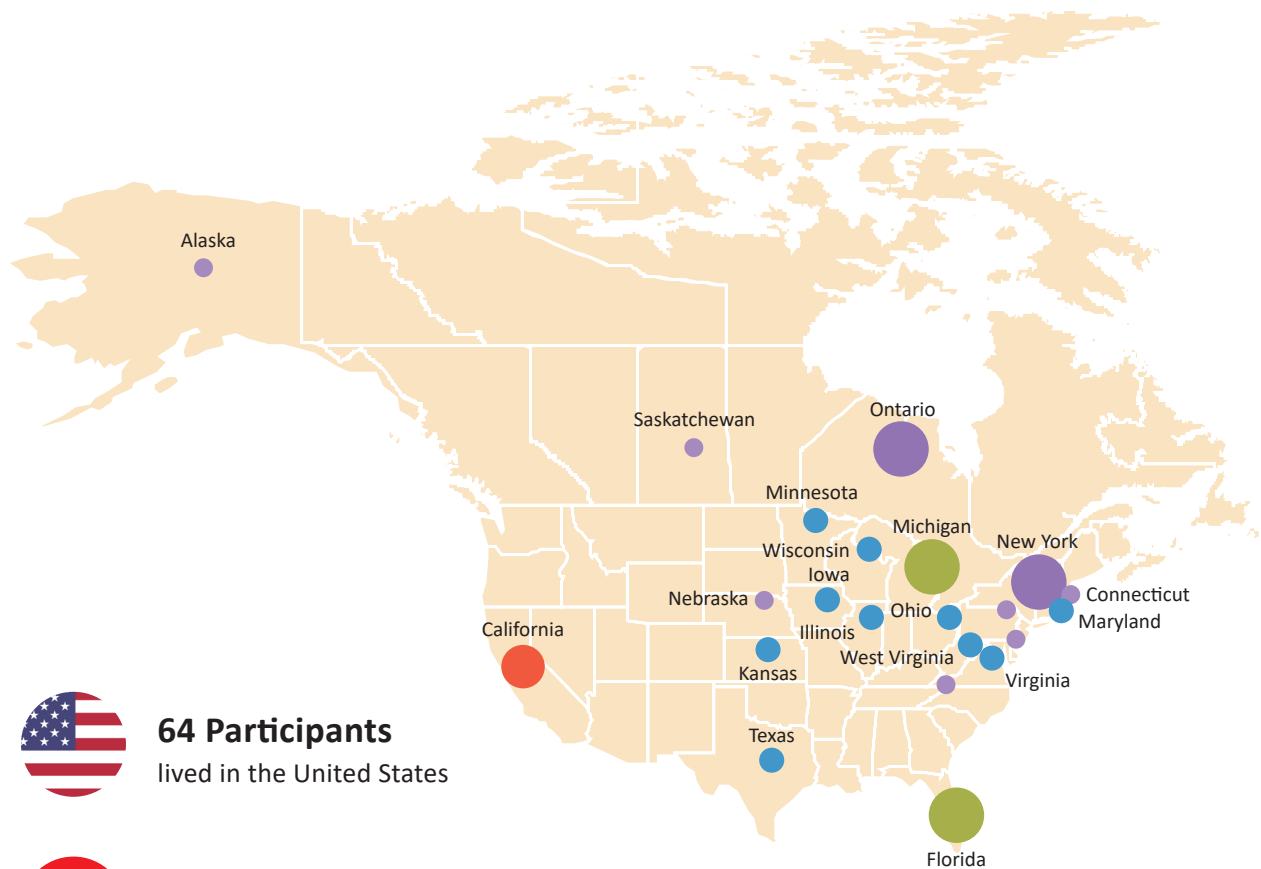 Alaska
Ontario
Saskatchewan
Minnesota
Michigan
New York
Wisconsin
Iowa
Connecticut
Nebraska
Ohio
Maryland
California
Illinois
West Virginia
Kansas
Virginia
64 Participants
lived in the United States
Texas
Florida